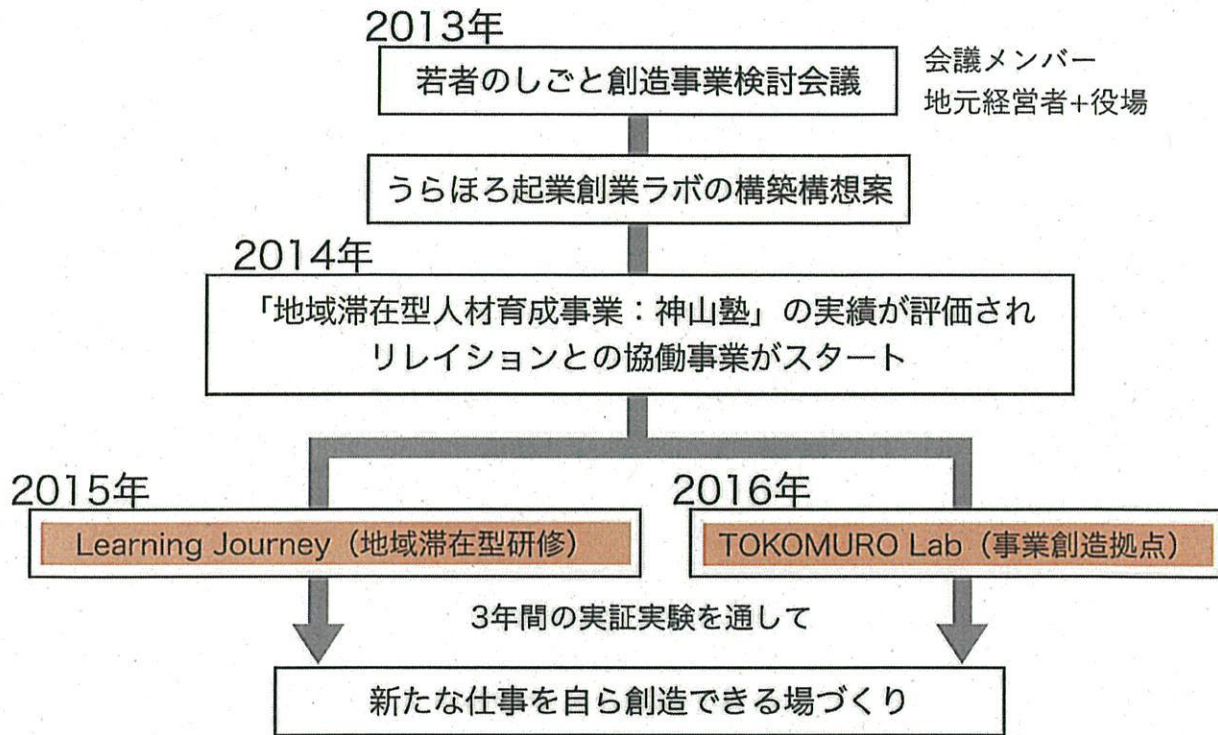 2013年
若者のしごと創造事業検討会議
会議メンバー
地元経営者+役場
うらほろ起業創業ラボの構築構想案
2014年
「地域滞在型人材育成事業：神山塾」の実績が評価され
リレイションとの協働事業がスタート
2015年
Learning Journey（地域滞在型研修）
2016年
TOKOMURO Lab（事業創造拠点）
3年間の実証実験を通して
新たな仕事を自ら創造できる場づくり